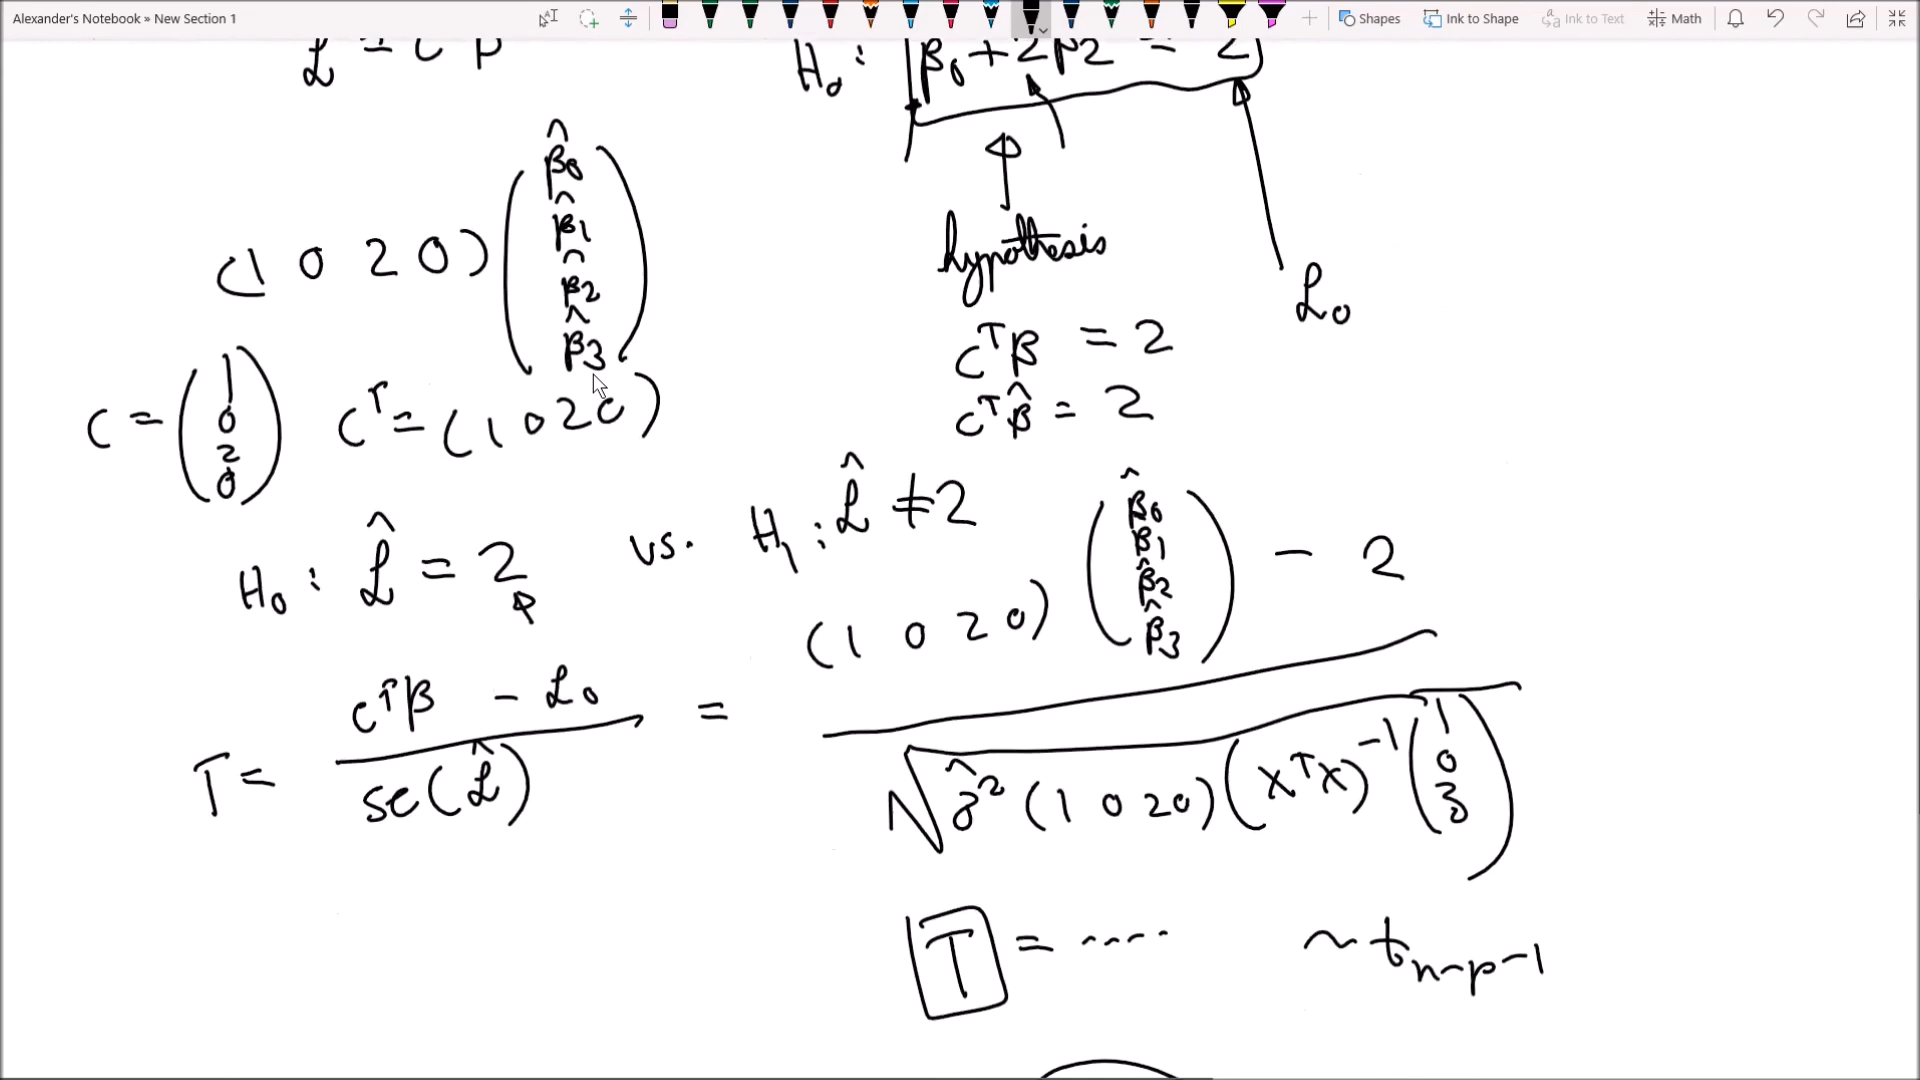 Alexander's Notebook » New Section 1
Shapes Ink to Shape Ink to Text Math
H₀ : β₀ + 2β₂ = 2
(1 0 2 0) (β̂₀ β̂₁ β̂₂ β̂₃)
hypothesis
ℒ₀
Cᵀβ = 2
Cᵀβ̂ = 2
C = (1 0 2 0) Cᵀ = (1 0 2 0)
H₀ : ℒ̂ = 2 vs. H₁ : ℒ̂ ≠ 2
T = (Cᵀβ̂ - ℒ₀) / se(ℒ̂) = ((1 0 2 0) (β̂₀ β̂₁ β̂₂ β̂₃) - 2) / √(σ̂² (1 0 2 0) (XᵀX)⁻¹ (1 0 2 0))
T = ..... ~ tₙ₋ₚ₋₁